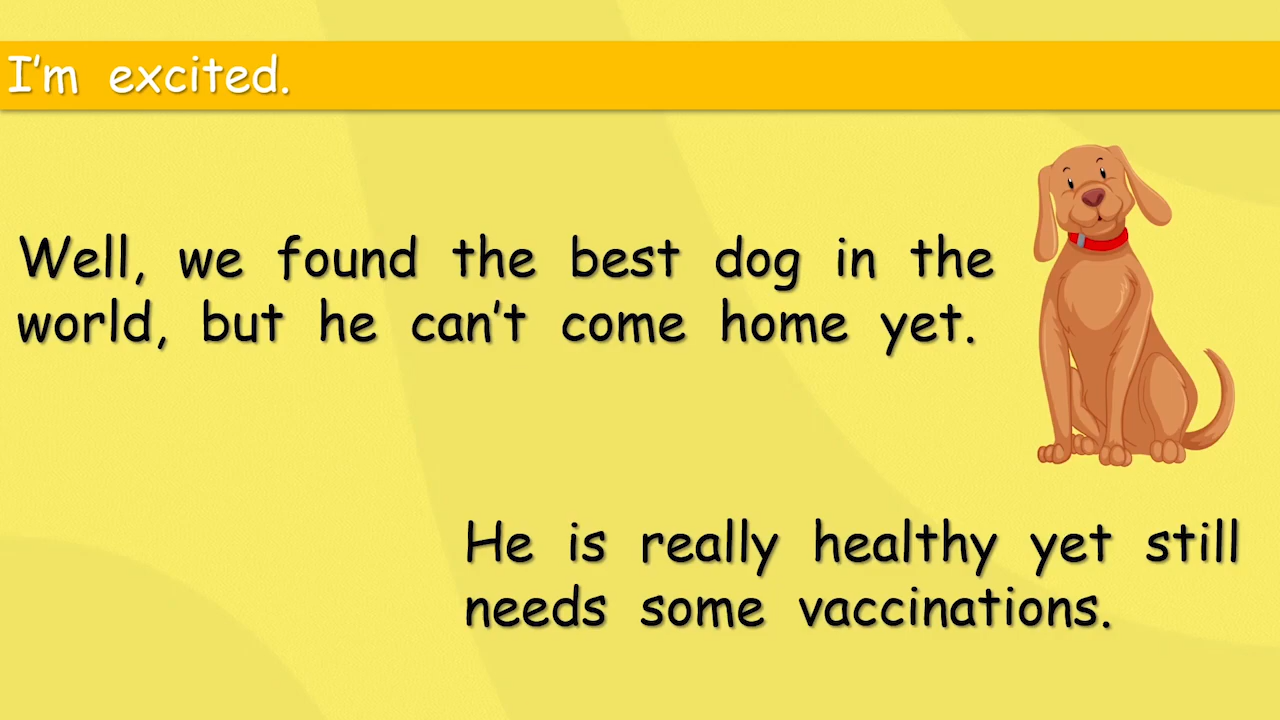 I’m excited.
Well, we found the best dog in the
world, but he can’t come home yet.
He is really healthy yet still
needs some vaccinations.